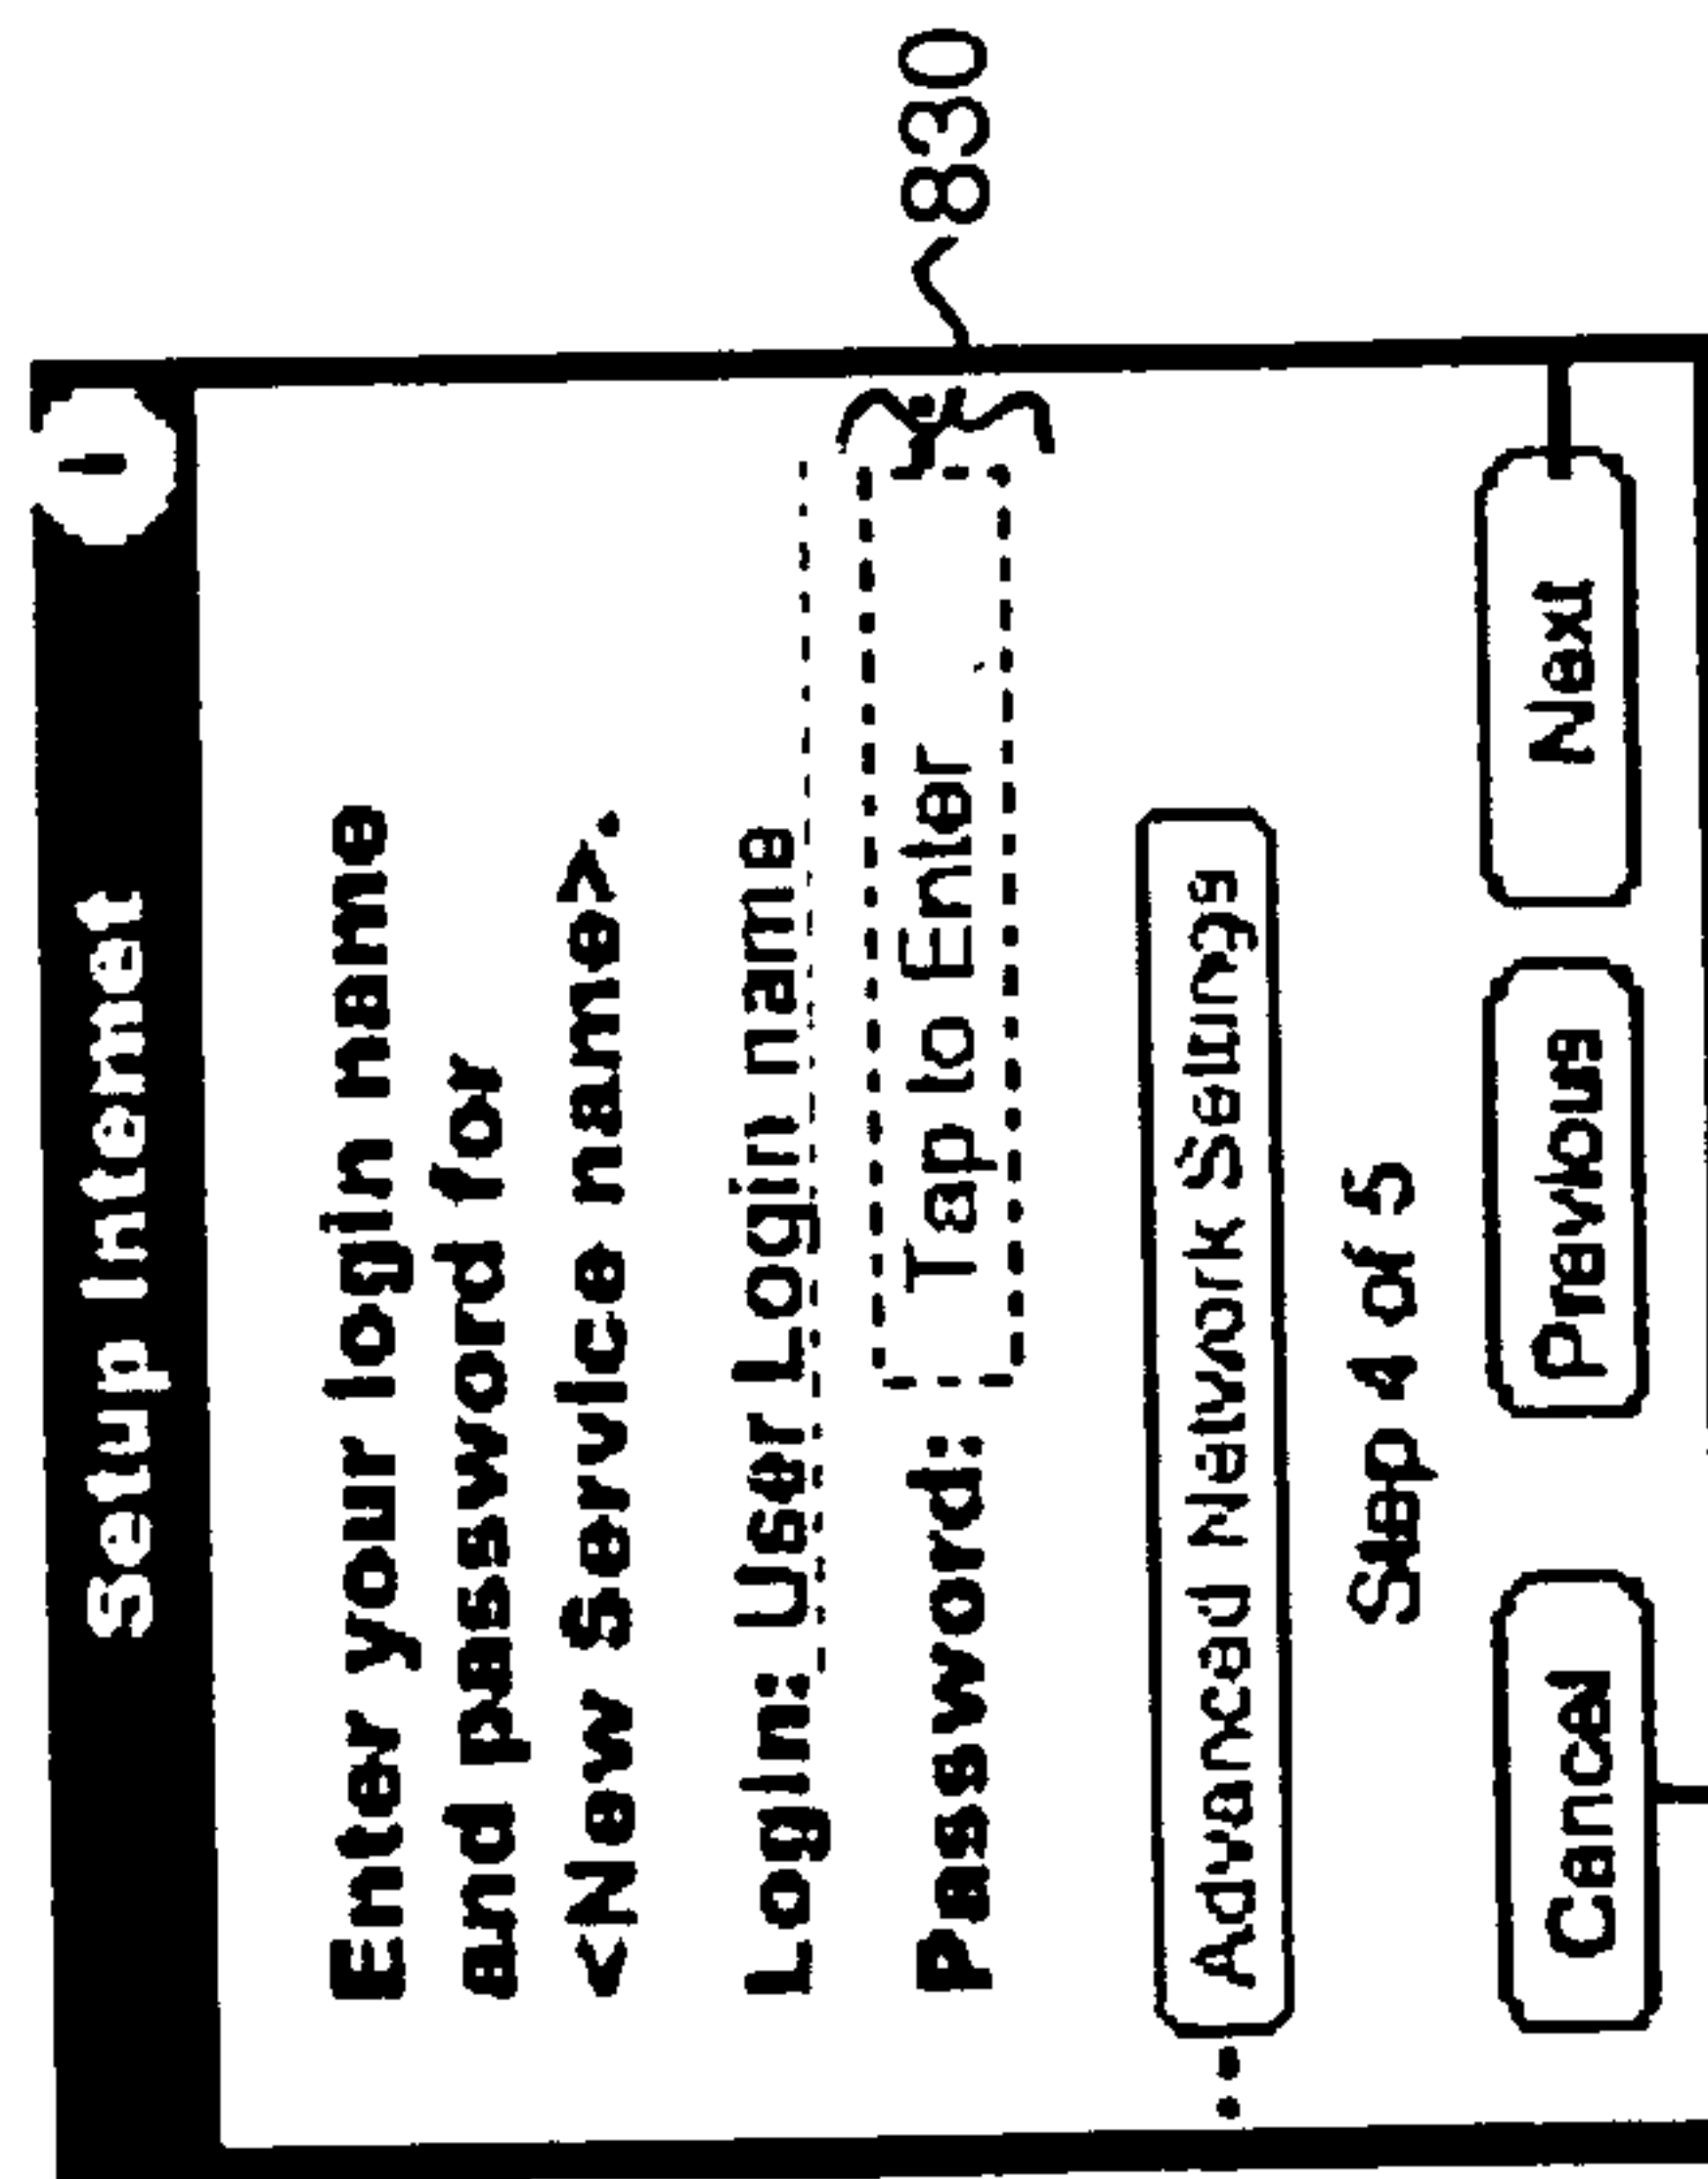 Setup Internet
i
Enter your login name
and password for
<New Service name>.
Login: User Login name
Password: Tap to Enter
830
Advanced Network Settings
Step 4 of 5
Cancel Previous Next